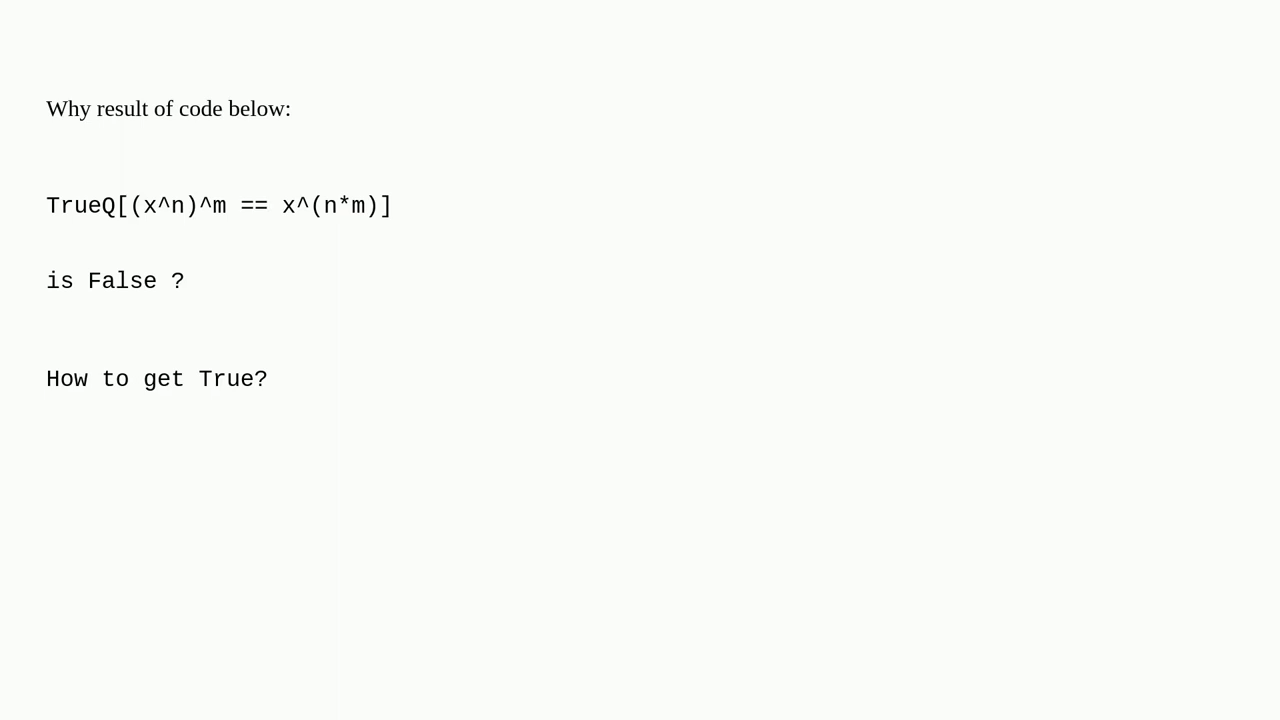 Why result of code below:
TrueQ[(x^n)^m == x^(n*m)]
is False ?
How to get True?